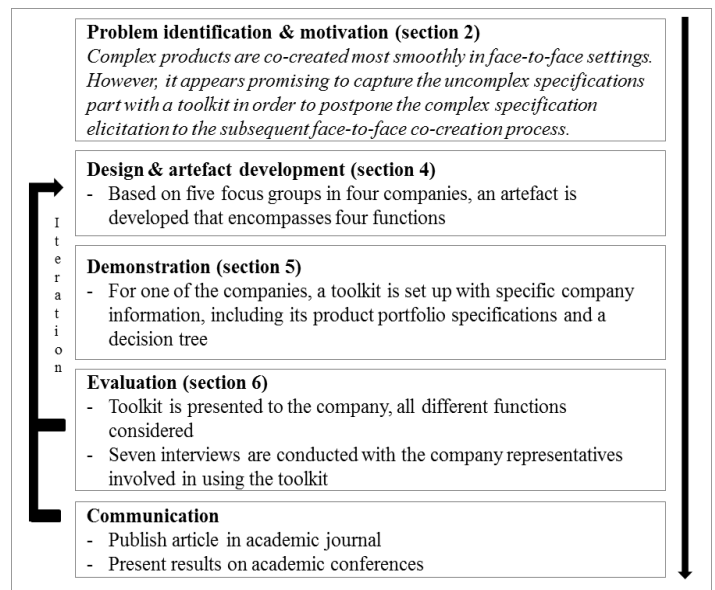 Problem identification & motivation (section 2)
Complex products are co-created most smoothly in face-to-face settings.
However, it appears promising to capture the uncomplex specifications
part with a toolkit in order to postpone the complex specification
elicitation to the subsequent face-to-face co-creation process.
Design & artefact development (section 4)
- Based on five focus groups in four companies, an artefact is
developed that encompasses four functions
Iteration
Demonstration (section 5)
- For one of the companies, a toolkit is set up with specific company
information, including its product portfolio specifications and a
decision tree
Evaluation (section 6)
- Toolkit is presented to the company, all different functions
considered
- Seven interviews are conducted with the company representatives
involved in using the toolkit
Communication
- Publish article in academic journal
- Present results on academic conferences